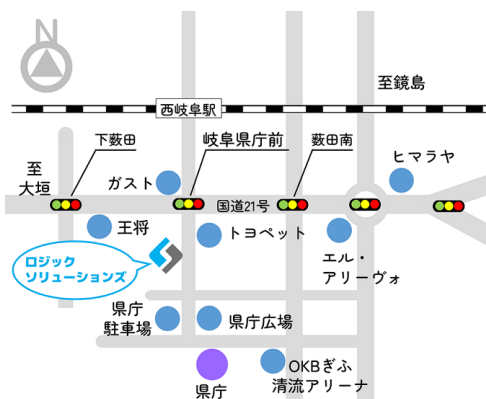 N
至鏡島
西岐阜駅
下薮田
岐阜県庁前
薮田南
ヒマラヤ
至
大垣
ガスト
国道21号
王将
トヨペット
エル・
アリーヴォ
ロジック
ソリューションズ
県庁
駐車場
県庁広場
県庁
OKBぎふ
清流アリーナ